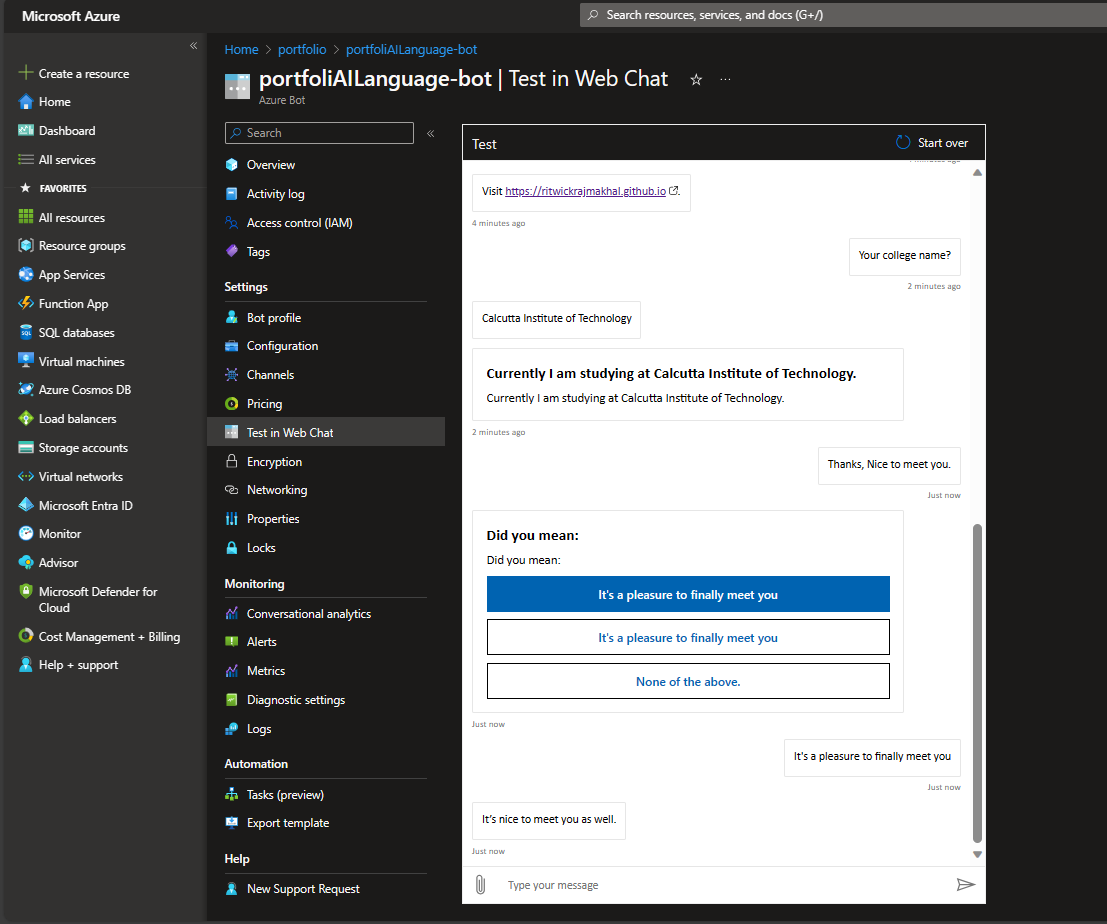 Microsoft Azure
Search resources, services, and docs (G+/)
«
Create a resource
Home
Dashboard
All services
FAVORITES
All resources
Resource groups
App Services
Function App
SQL databases
Virtual machines
Azure Cosmos DB
Load balancers
Storage accounts
Virtual networks
Microsoft Entra ID
Monitor
Advisor
Microsoft Defender for
Cloud
Cost Management + Billing
Help + support
Home > portfolio > portfoliAILanguage-bot
portfoliAILanguage-bot | Test in Web Chat
Azure Bot
Search
«
Overview
Activity log
Access control (IAM)
Tags
Settings
Bot profile
Configuration
Channels
Pricing
Test in Web Chat
Encryption
Networking
Properties
Locks
Monitoring
Conversational analytics
Alerts
Metrics
Diagnostic settings
Logs
Automation
Tasks (preview)
Export template
Help
New Support Request
Test
Start over
Visit https://ritwickrajmakhal.github.io.
4 minutes ago
Your college name?
2 minutes ago
Calcutta Institute of Technology
Currently I am studying at Calcutta Institute of Technology.
Currently I am studying at Calcutta Institute of Technology.
2 minutes ago
Thanks, Nice to meet you.
Just now
Did you mean:
Did you mean:
It's a pleasure to finally meet you
It's a pleasure to finally meet you
None of the above.
Just now
It's a pleasure to finally meet you
Just now
It's nice to meet you as well.
Just now
Type your message